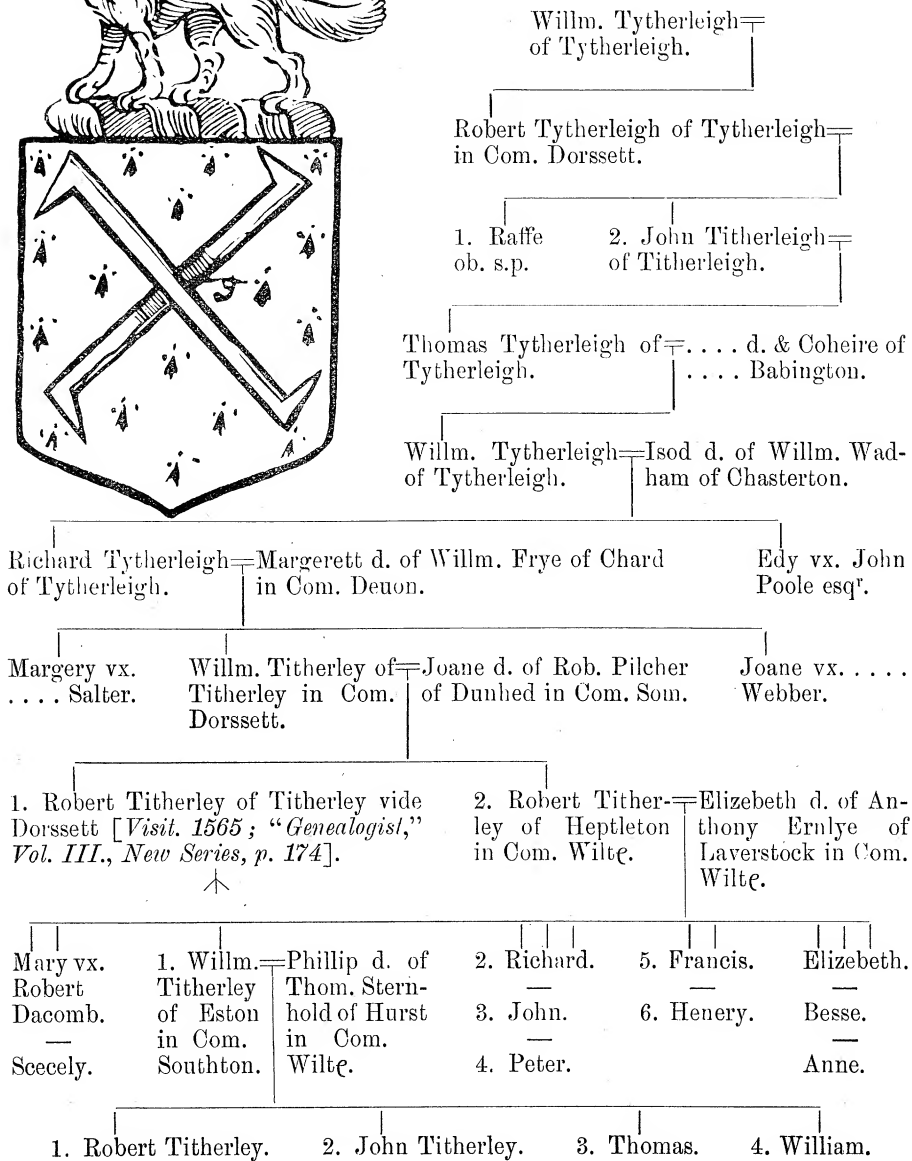 Willm. Tytherleigh
of Tytherleigh.
Robert Tytherleigh of Tytherleigh
in Com. Dorssett.
1. Raffe
ob. s.p.
2. John Titherleigh
of Titherleigh.
Thomas Tytherleigh of
Tytherleigh.
. . . . d. & Coheire of
. . . . Babington.
Willm. Tytherleigh
of Tytherleigh.
Isod d. of Willm. Wad-
ham of Chasterton.
Richard Tytherleigh
of Tytherleigh.
Margerett d. of Willm. Frye of Chard
in Com. Deuon.
Edy vx. John
Poole esqʳ.
Margery vx.
. . . . Salter.
Willm. Titherley of
Titherley in Com.
Dorssett.
Joane d. of Rob. Pilcher
of Dunhed in Com. Som.
Joane vx. . . . .
Webber.
1. Robert Titherley of Titherley vide
Dorssett [Visit. 1565; “Genealogist,”
Vol. III., New Series, p. 174].
2. Robert Tither-
ley of Heptleton
in Com. Wiltꝭ.
Elizebeth d. of An-
thony Ernlye of
Laverstock in Com.
Wiltꝭ.
Mary vx.
Robert
Dacomb.
—
Scecely.
1. Willm.
Titherley
of Eston
in Com.
Southton.
Phillip d. of
Thom. Stern-
hold of Hurst
in Com.
Wiltꝭ.
2. Richard.
—
3. John.
—
4. Peter.
5. Francis.
—
6. Henery.
Elizebeth.
—
Besse.
—
Anne.
1. Robert Titherley.
2. John Titherley.
3. Thomas.
4. William.